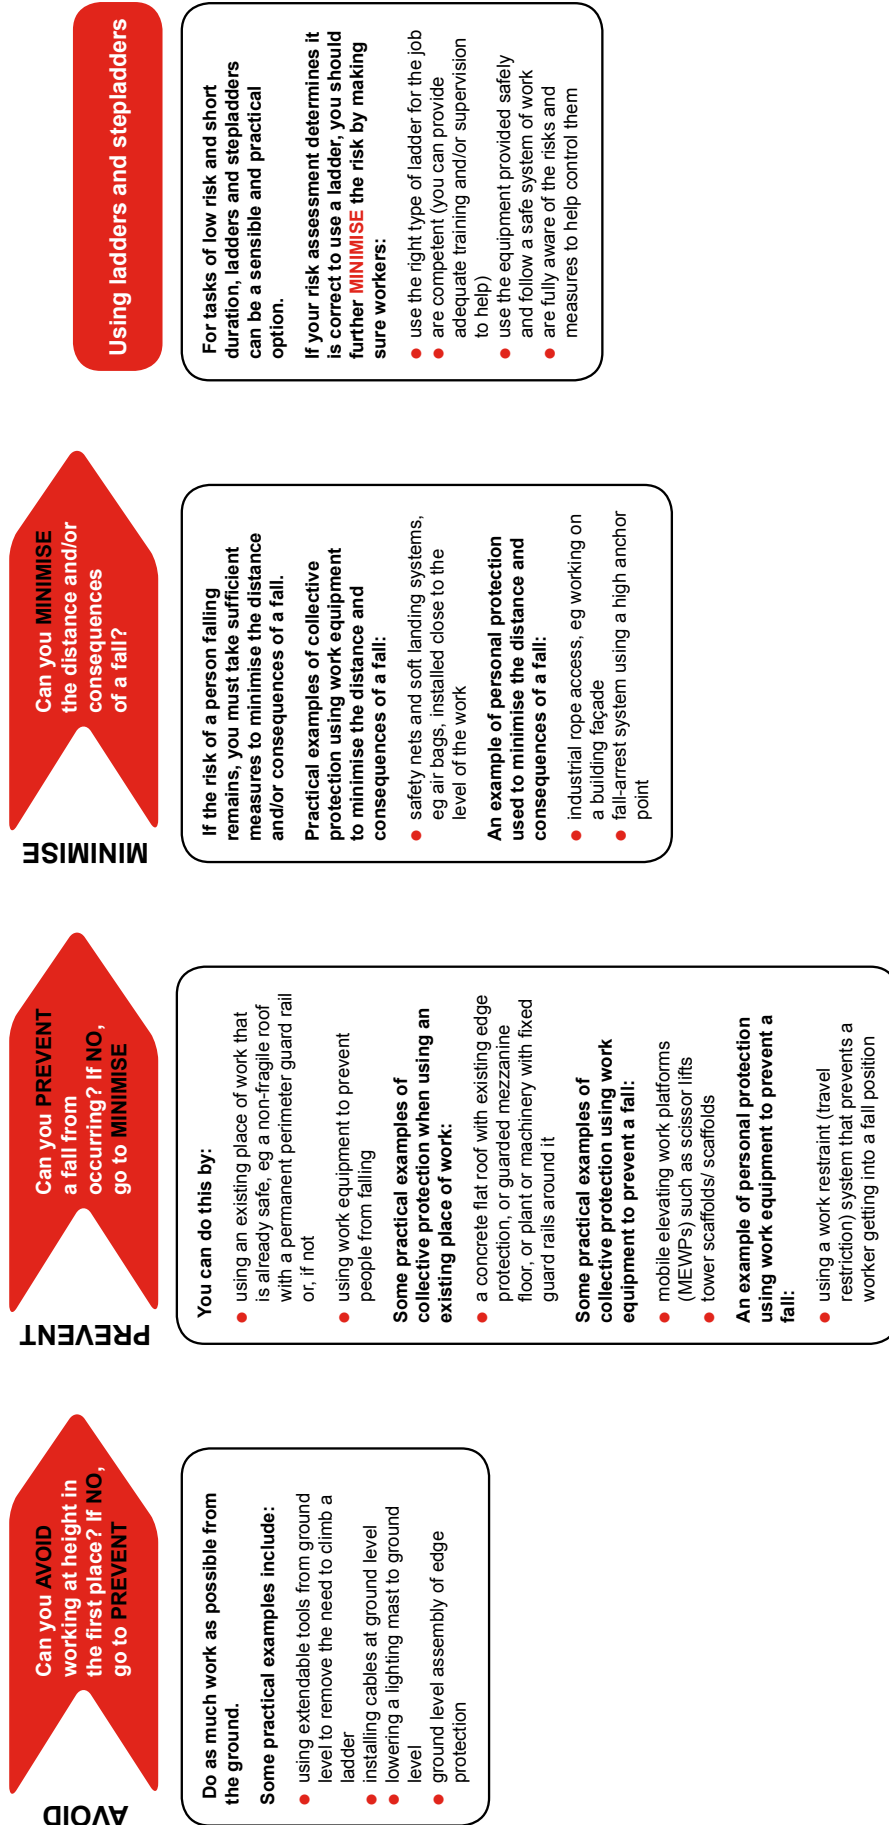 AVOID
Can you AVOID
working at height in
the first place? If NO,
go to PREVENT
Do as much work as possible from
the ground.
Some practical examples include:
● using extendable tools from ground
level to remove the need to climb a
ladder
● installing cables at ground level
● lowering a lighting mast to ground
level
● ground level assembly of edge
protection
PREVENT
Can you PREVENT
a fall from
occurring? If NO,
go to MINIMISE
You can do this by:
● using an existing place of work that
is already safe, eg a non-fragile roof
with a permanent perimeter guard rail
or, if not
● using work equipment to prevent
people from falling
Some practical examples of
collective protection when using an
existing place of work:
● a concrete flat roof with existing edge
protection, or guarded mezzanine
floor, or plant or machinery with fixed
guard rails around it
Some practical examples of
collective protection using work
equipment to prevent a fall:
● mobile elevating work platforms
(MEWPs) such as scissor lifts
● tower scaffolds/ scaffolds
An example of personal protection
using work equipment to prevent a
fall:
● using a work restraint (travel
restriction) system that prevents a
worker getting into a fall position
MINIMISE
Can you MINIMISE
the distance and/or
consequences
of a fall?
If the risk of a person falling
remains, you must take sufficient
measures to minimise the distance
and/or consequences of a fall.
Practical examples of collective
protection using work equipment
to minimise the distance and
consequences of a fall:
● safety nets and soft landing systems,
eg air bags, installed close to the
level of the work
An example of personal protection
used to minimise the distance and
consequences of a fall:
● industrial rope access, eg working on
a building façade
● fall-arrest system using a high anchor
point
Using ladders and stepladders
For tasks of low risk and short
duration, ladders and stepladders
can be a sensible and practical
option.
If your risk assessment determines it
is correct to use a ladder, you should
further MINIMISE the risk by making
sure workers:
● use the right type of ladder for the job
● are competent (you can provide
adequate training and/or supervision
to help)
● use the equipment provided safely
and follow a safe system of work
● are fully aware of the risks and
measures to help control them